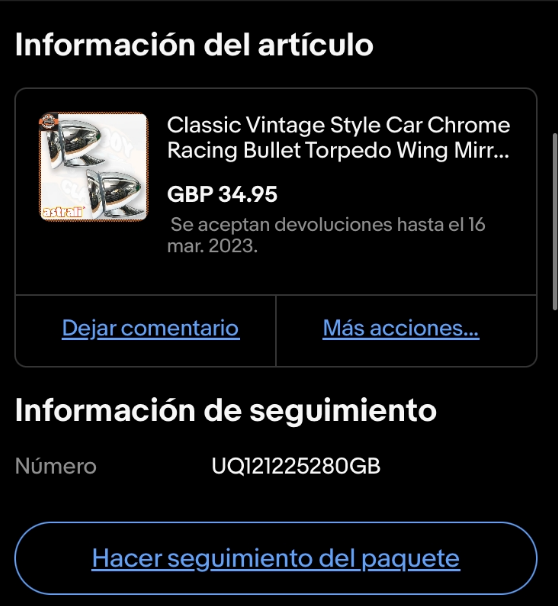 Información del artículo
Classic Vintage Style Car Chrome
Racing Bullet Torpedo Wing Mirr...
GBP 34.95
Se aceptan devoluciones hasta el 16
mar. 2023.
astrali
Dejar comentario
Más acciones...
Información de seguimiento
Número
UQ121225280GB
Hacer seguimiento del paquete